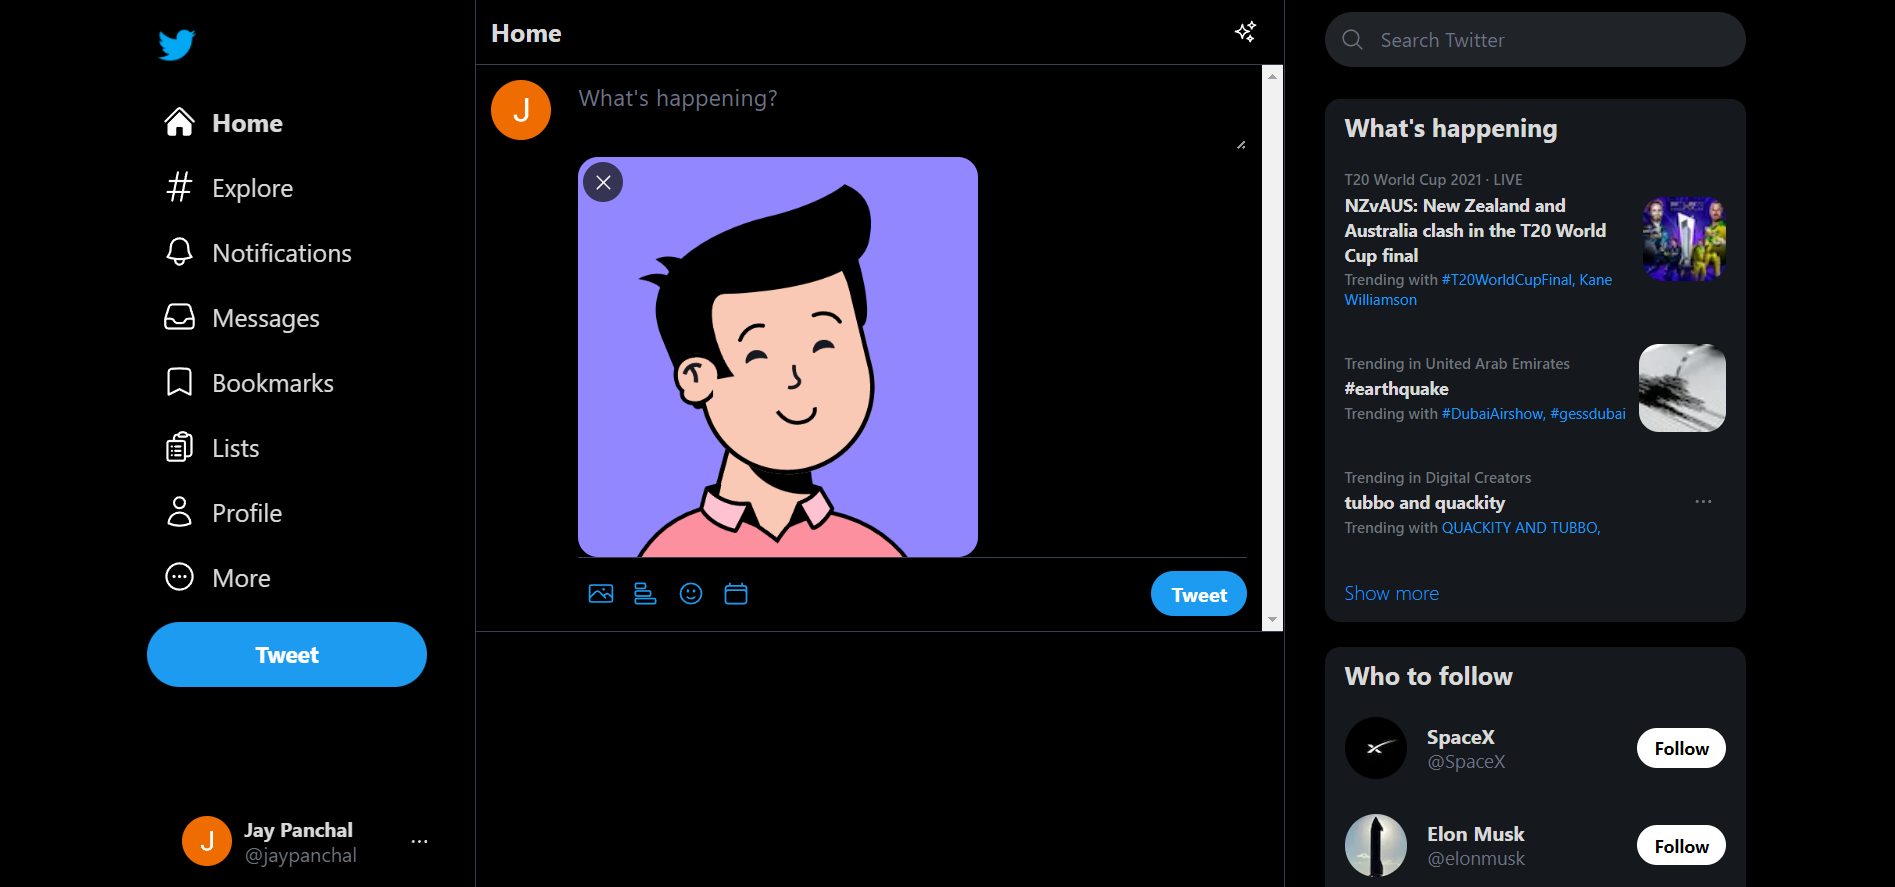 Home
Explore
Notifications
Messages
Bookmarks
Lists
Profile
More
Tweet
J
Jay Panchal
@jaypanchal
Home
J
What's happening?
Tweet
Search Twitter
What's happening
T20 World Cup 2021 · LIVE
NZvAUS: New Zealand and
Australia clash in the T20 World
Cup final
Trending with #T20WorldCupFinal, Kane
Williamson
Trending in United Arab Emirates
#earthquake
Trending with #DubaiAirshow, #gessdubai
Trending in Digital Creators
tubbo and quackity
Trending with QUACKITY AND TUBBO,
Show more
Who to follow
SpaceX
@SpaceX
Follow
Elon Musk
@elonmusk
Follow